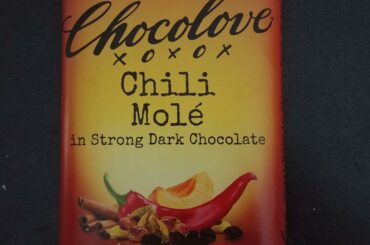 Chocolove
xoxox
Chili
Molé
in Strong Dark Chocolate